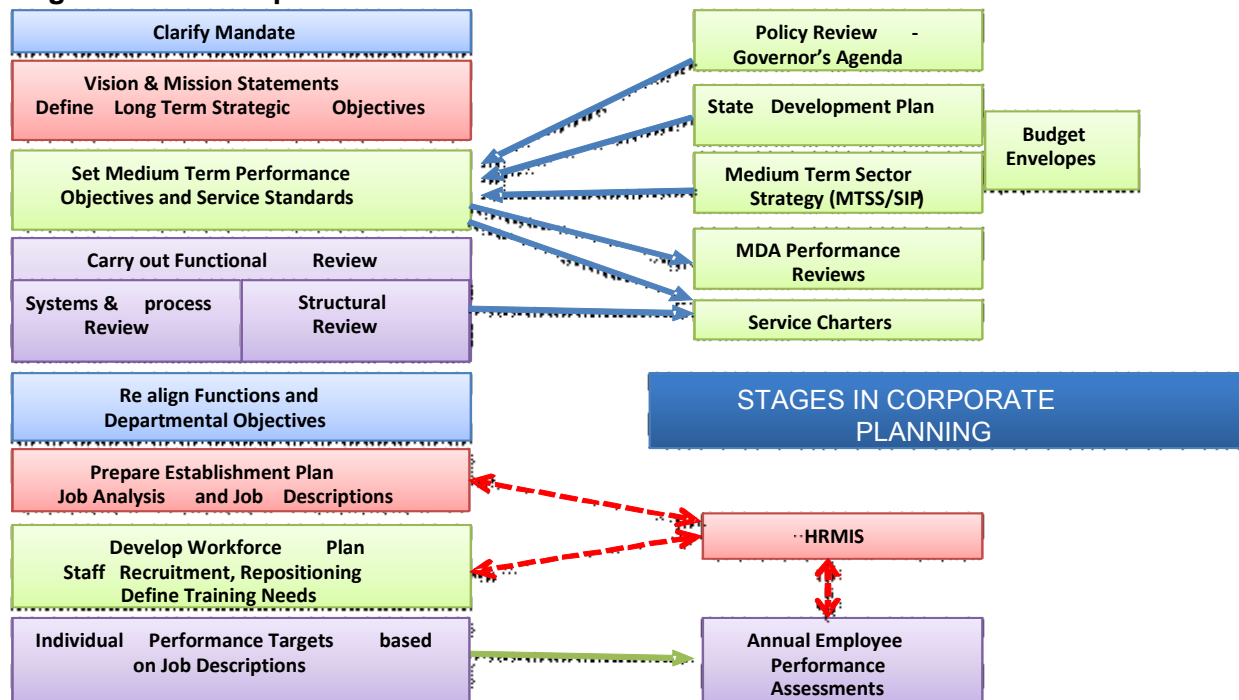 Clarify Mandate
Vision & Mission Statements
Define Long Term Strategic Objectives
Set Medium Term Performance
Objectives and Service Standards
Carry out Functional Review
Systems & process
Review
Structural
Review
Re align Functions and
Departmental Objectives
Prepare Establishment Plan
Job Analysis and Job Descriptions
Develop Workforce Plan
Staff Recruitment, Repositioning
Define Training Needs
Individual Performance Targets based
on Job Descriptions
Policy Review -
Governor’s Agenda
State Development Plan
Budget
Envelopes
Medium Term Sector
Strategy (MTSS/SIP)
MDA Performance
Reviews
Service Charters
STAGES IN CORPORATE
PLANNING
HRMIS
Annual Employee
Performance
Assessments